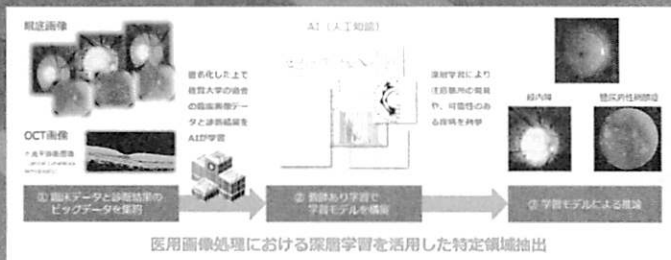 眼底画像
OCT画像
AI（人工知能）
匿名化した上で
佐賀大学の過去
の臨床画像デー
タと診断結果を
AIが学習
深層学習により
注目箇所の発見
や、可能性のあ
る疾病を列挙
緑内障
糖尿病性網膜症
① 臨床データと診断結果の
ビッグデータを集約
② 教師あり学習で
学習モデルを構築
③ 学習モデルによる推論
医用画像処理における深層学習を活用した特定領域抽出